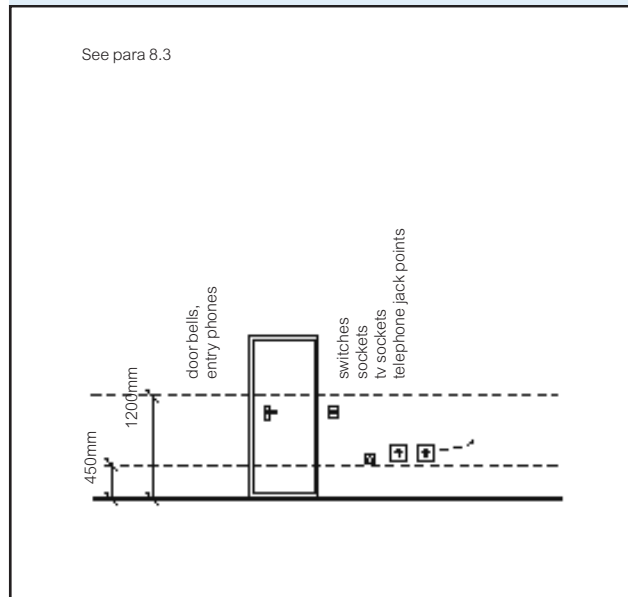 See para 8.3
door bells,
entry phones
switches
sockets
tv sockets
telephone jack points
1200mm
450mm